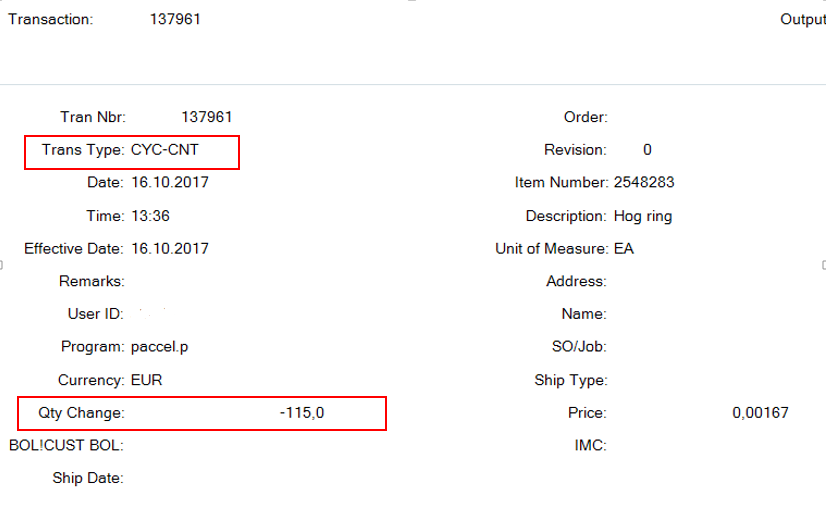 Transaction: 137961 Output
Tran Nbr: 137961 Order:
Trans Type: CYC-CNT Revision: 0
Date: 16.10.2017 Item Number: 2548283
Time: 13:36 Description: Hog ring
Effective Date: 16.10.2017 Unit of Measure: EA
Remarks: Address:
User ID: Name:
Program: paccel.p SO/Job:
Currency: EUR Ship Type:
Qty Change: -115,0 Price: 0,00167
BOL!CUST BOL: IMC:
Ship Date: